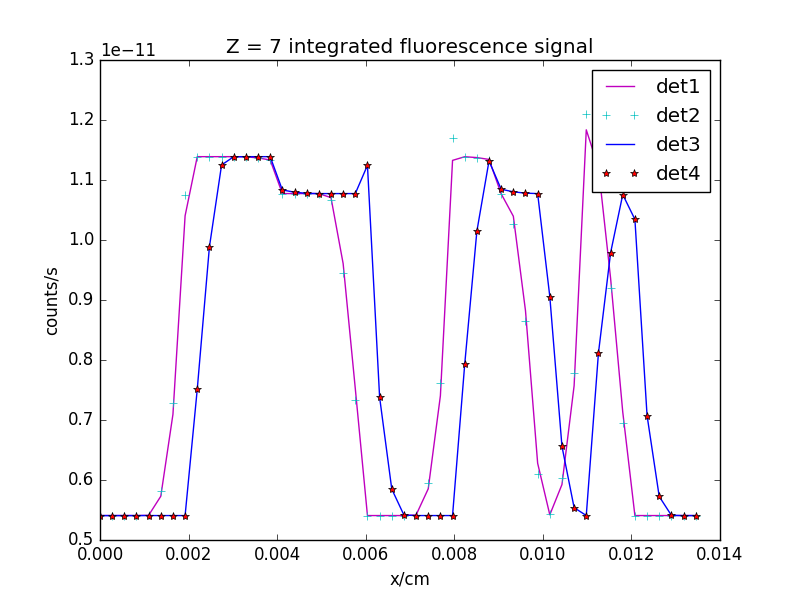 Z = 7 integrated fluorescence signal
1e−11
1.3
1.2
1.1
1.0
0.9
0.8
0.7
0.6
0.5
counts/s
det1
det2
det3
det4
0.000 0.002 0.004 0.006 0.008 0.010 0.012 0.014
x/cm